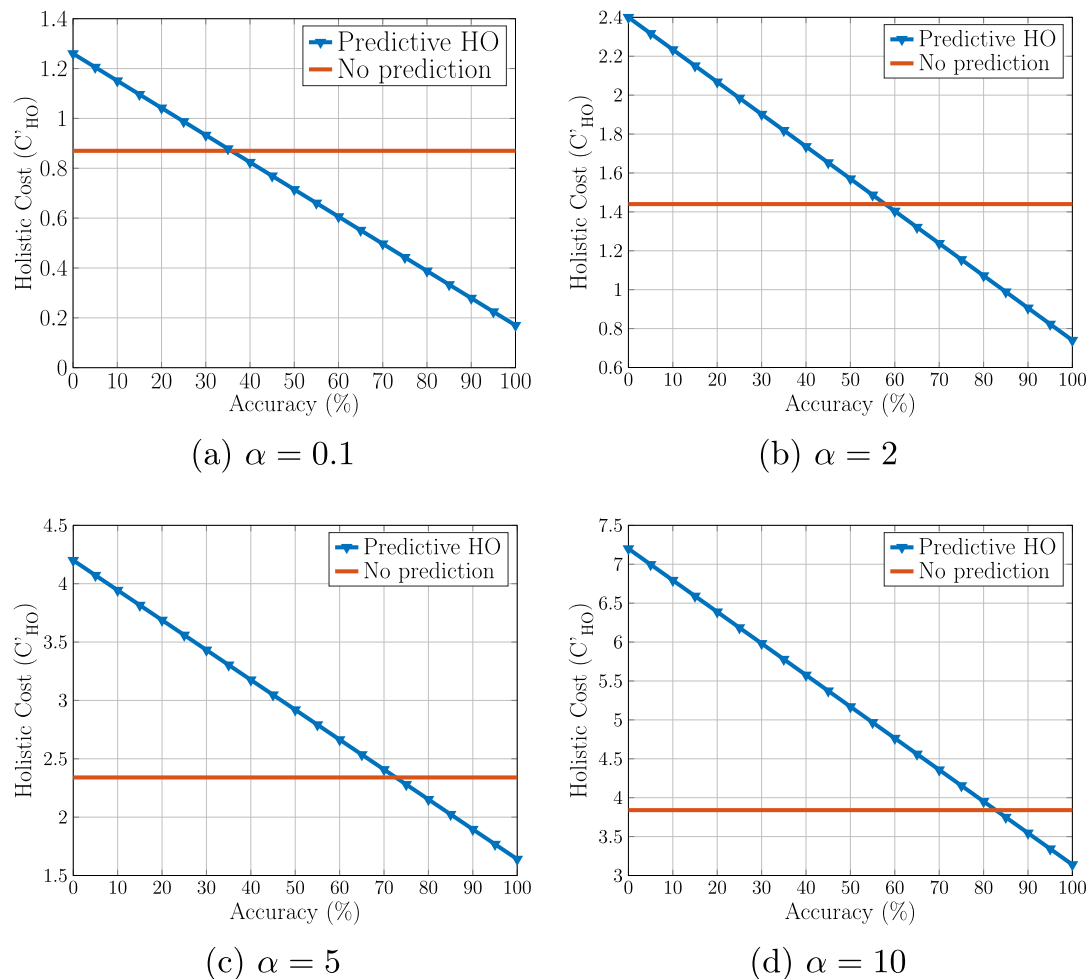 Holistic Cost (C'HO)
1.4
1.2
1
0.8
0.6
0.4
0.2
0
Predictive HO
No prediction
0 10 20 30 40 50 60 70 80 90 100
Accuracy (%)
(a) α = 0.1
Holistic Cost (C'HO)
2.4
2.2
2
1.8
1.6
1.4
1.2
1
0.8
0.6
Predictive HO
No prediction
0 10 20 30 40 50 60 70 80 90 100
Accuracy (%)
(b) α = 2
Holistic Cost (C'HO)
4.5
4
3.5
3
2.5
2
1.5
Predictive HO
No prediction
0 10 20 30 40 50 60 70 80 90 100
Accuracy (%)
(c) α = 5
Holistic Cost (C'HO)
7.5
7
6.5
6
5.5
5
4.5
4
3.5
3
Predictive HO
No prediction
0 10 20 30 40 50 60 70 80 90 100
Accuracy (%)
(d) α = 10